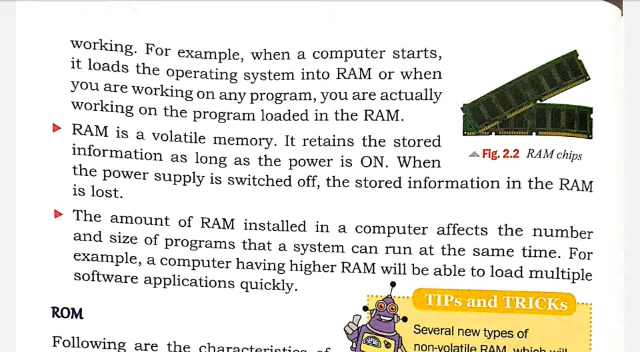 working. For example, when a computer starts,
it loads the operating system into RAM or when
you are working on any program, you are actually
working on the program loaded in the RAM.
RAM is a volatile memory. It retains the stored
information as long as the power is ON. When
the power supply is switched off, the stored information in the RAM
is lost.
Fig. 2.2 RAM chips
The amount of RAM installed in a computer affects the number
and size of programs that a system can run at the same time. For
example, a computer having higher RAM will be able to load multiple
software applications quickly.
ROM
Following are the characteristics of
TIPs and TRICKs
Several new types of
non-volatile RAM, which will